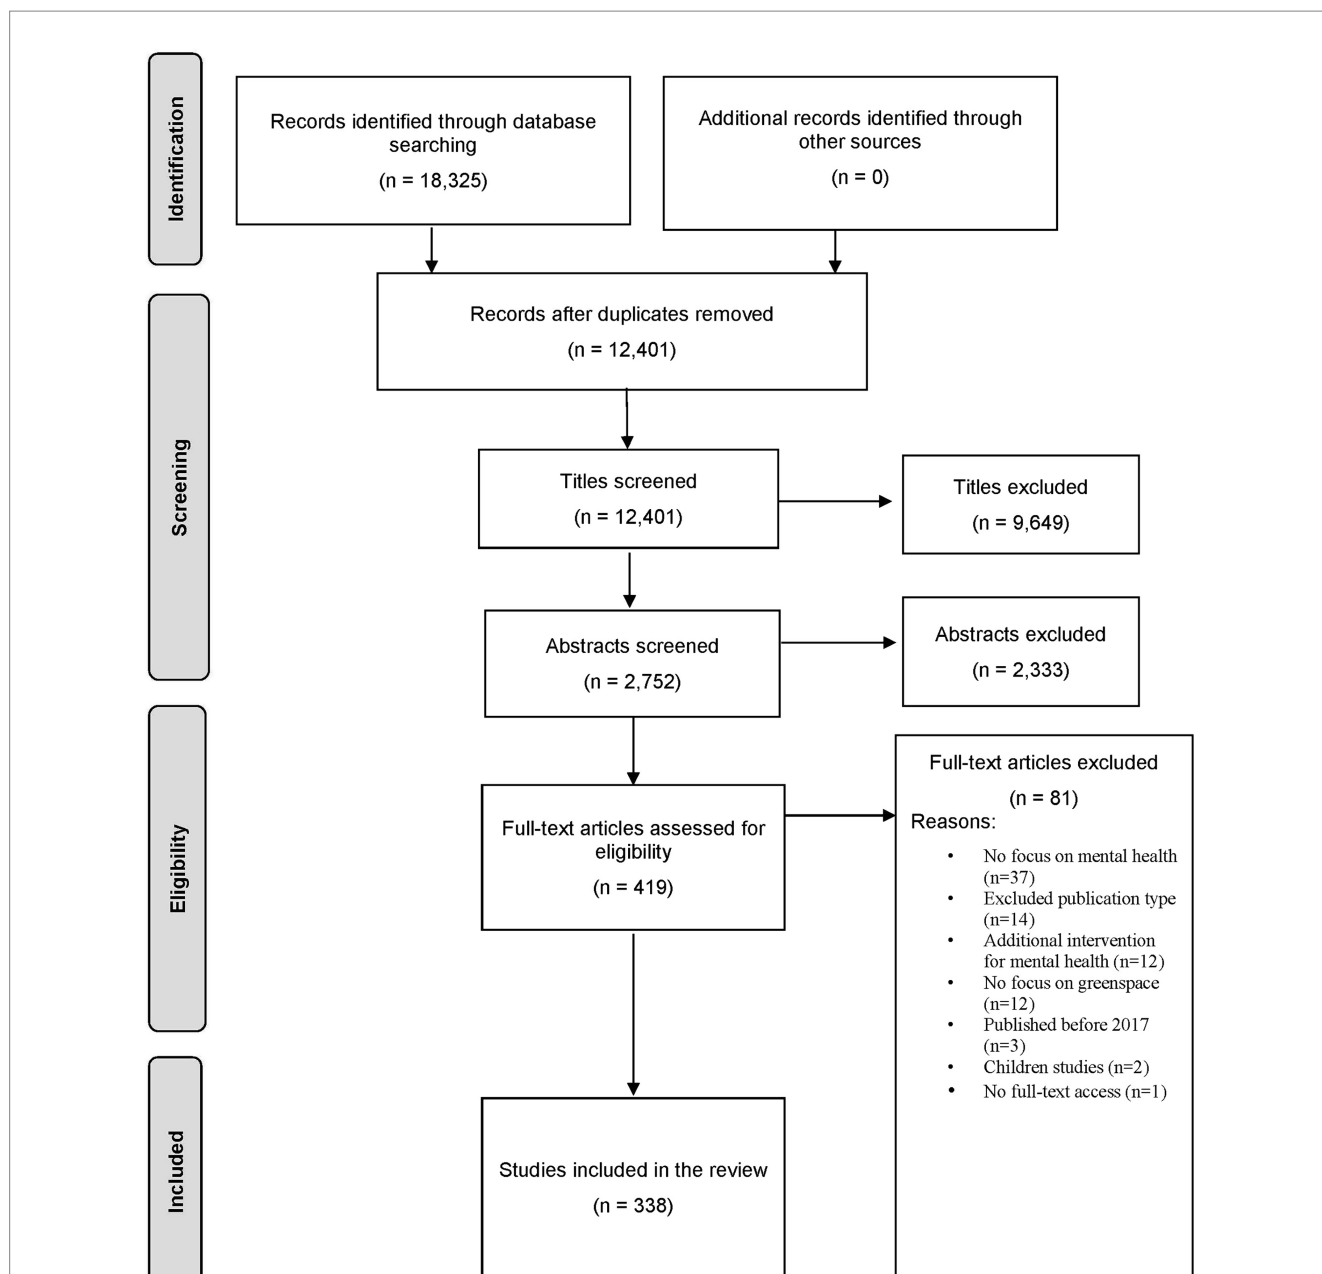 Identification
Records identified through database
searching
(n = 18,325)
Additional records identified through
other sources
(n = 0)
Screening
Records after duplicates removed
(n = 12,401)
Titles screened
(n = 12,401)
Titles excluded
(n = 9,649)
Abstracts screened
(n = 2,752)
Abstracts excluded
(n = 2,333)
Eligibility
Full-text articles assessed for
eligibility
(n = 419)
Full-text articles excluded
(n = 81)
Reasons:
• No focus on mental health
(n=37)
• Excluded publication type
(n=14)
• Additional intervention
for mental health (n=12)
• No focus on greenspace
(n=12)
• Published before 2017
(n=3)
• Children studies (n=2)
• No full-text access (n=1)
Included
Studies included in the review
(n = 338)